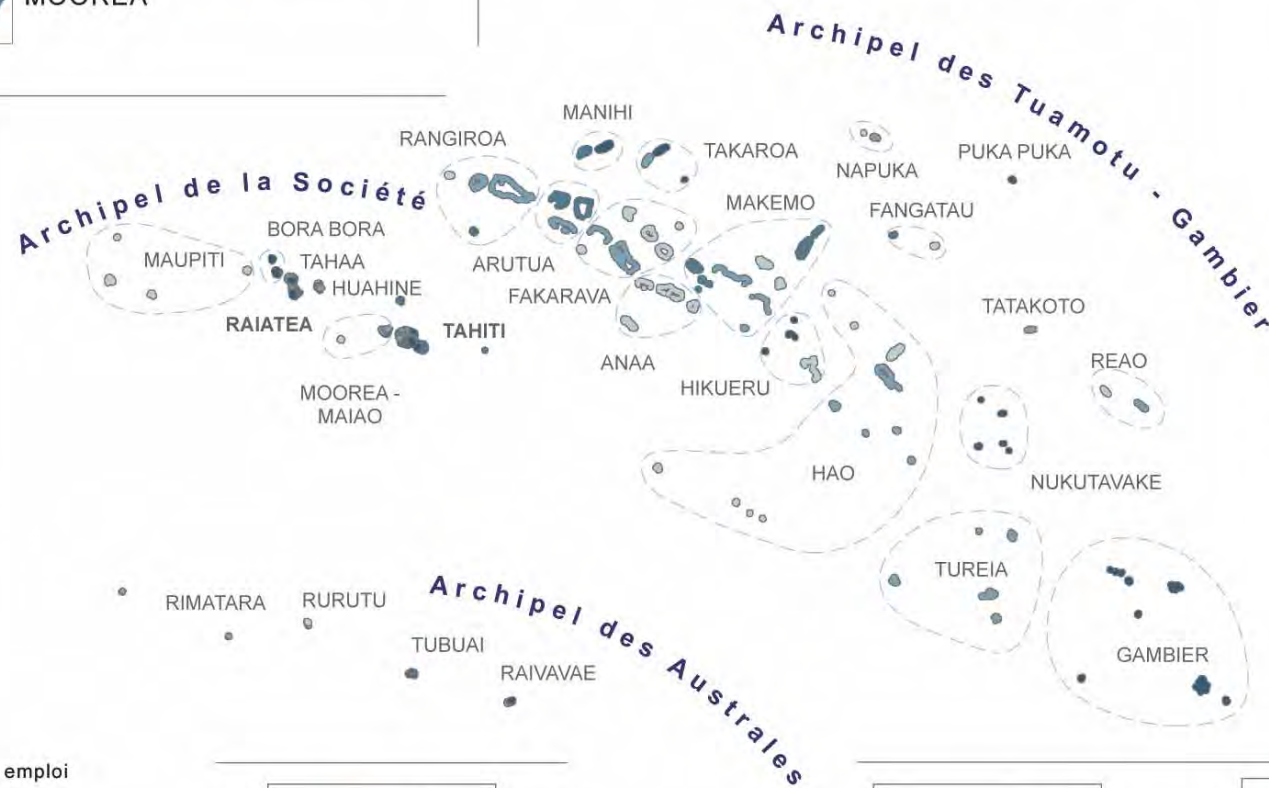 MOOREA
Archipel des Tuamotu - Gambier
MANIHI
RANGIROA
TAKAROA
NAPUKA
PUKA PUKA
Archipel de la Société
MAKEMO
FANGATAU
BORA BORA
MAUPITI
TAHAA
ARUTUA
HUAHINE
FAKARAVA
TATAKOTO
RAIATEA
TAHITI
ANAA
REAO
HIKUERU
MOOREA -
MAIAO
HAO
NUKUTAVAKE
TUREIA
Archipel des Australes
RIMATARA
RURUTU
TUBUAI
RAIVAVAE
GAMBIER
emploi